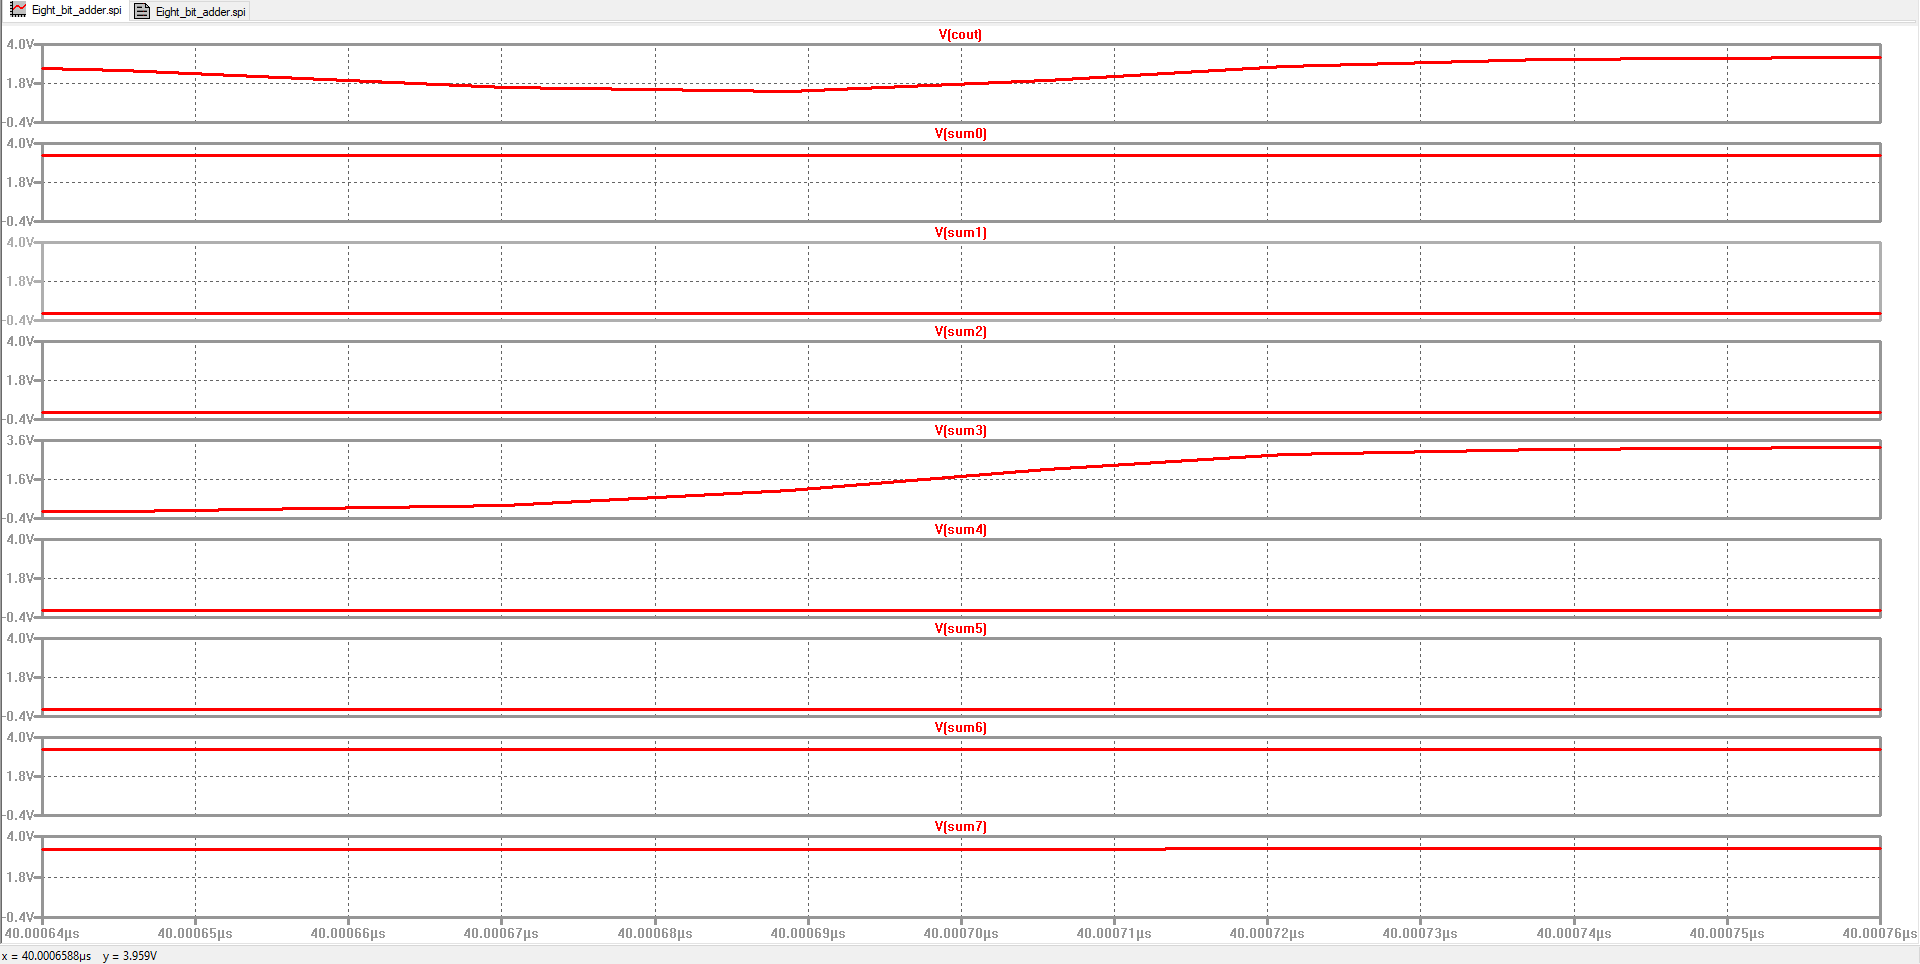 Eight_bit_adder.spi Eight_bit_adder.spi
V(cout)
4.0V
1.8V
-0.4V
V(sum0)
4.0V
1.8V
-0.4V
V(sum1)
4.0V
1.8V
-0.4V
V(sum2)
4.0V
1.8V
-0.4V
V(sum3)
3.6V
1.6V
-0.4V
V(sum4)
4.0V
1.8V
-0.4V
V(sum5)
4.0V
1.8V
-0.4V
V(sum6)
4.0V
1.8V
-0.4V
V(sum7)
4.0V
1.8V
-0.4V
40.00064µs 40.00065µs 40.00066µs 40.00067µs 40.00068µs 40.00069µs 40.00070µs 40.00071µs 40.00072µs 40.00073µs 40.00074µs 40.00075µs 40.00076µs
x = 40.0006588µs y = 3.959V